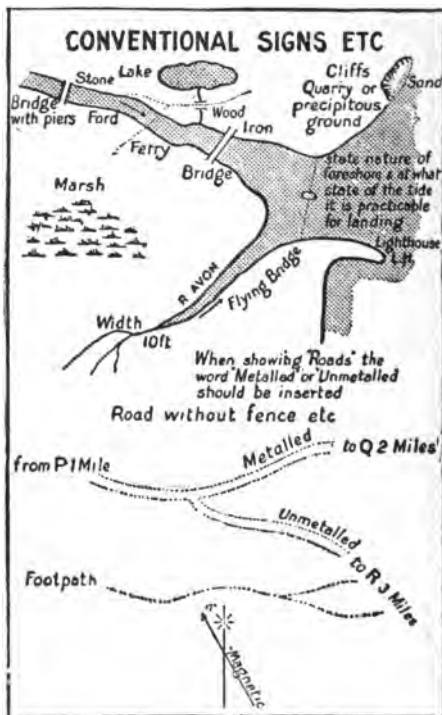 CONVENTIONAL SIGNS ETC
Stone
Lake
Cliffs
Quarry or
precipitous
ground
Sand
Bridge
with piers
Ford
Wood
Iron
Ferry
Bridge
state nature of
foreshore & at what
state of the tide
it is practicable
for landing
Marsh
Lighthouse
L.H.
R AVON
Flying Bridge
Width
10ft
When showing "Roads" the
word "Metalled" or "Unmetalled
should be inserted
Road without fence etc
from P 1 Mile
Metalled
to Q 2 Miles'
Unmetalled
to R 3 Miles
Footpath
Magnetic